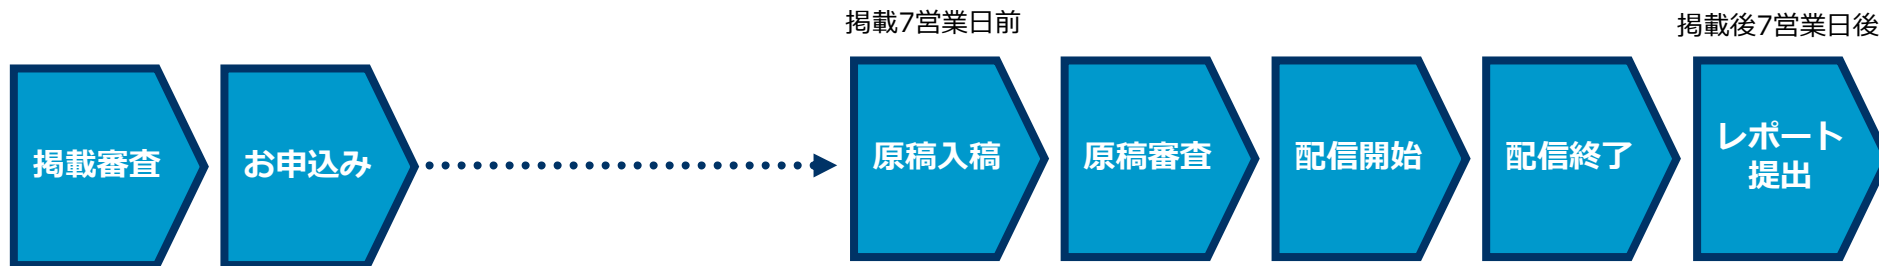 掲載7営業日前
掲載後7営業日後
掲載審査
お申込み
原稿入稿
原稿審査
配信開始
配信終了
レポート
提出